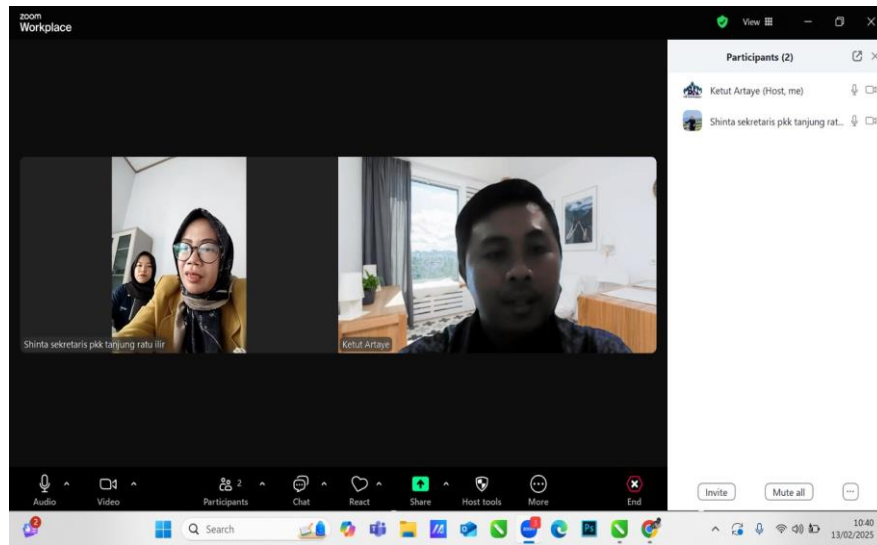 zoom
Workplace
View
Participants (2)
Ketut Artaye (Host, me)
Shinta sekretaris pkk tanjung rat...
Shinta sekretaris pkk tanjung ratu ilir
Ketut Artaye
Audio
Video
Participants
2
Chat
React
Share
Host tools
More
End
Invite
Mute all
2
Search
10:40
13/02/2025